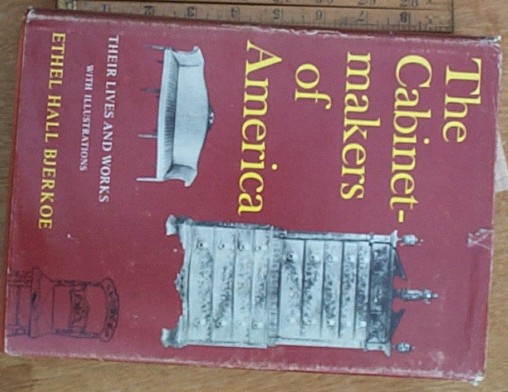 The
Cabinet-
makers
of
America
THEIR LIVES AND WORKS
WITH ILLUSTRATIONS
ETHEL HALL BJERKOE